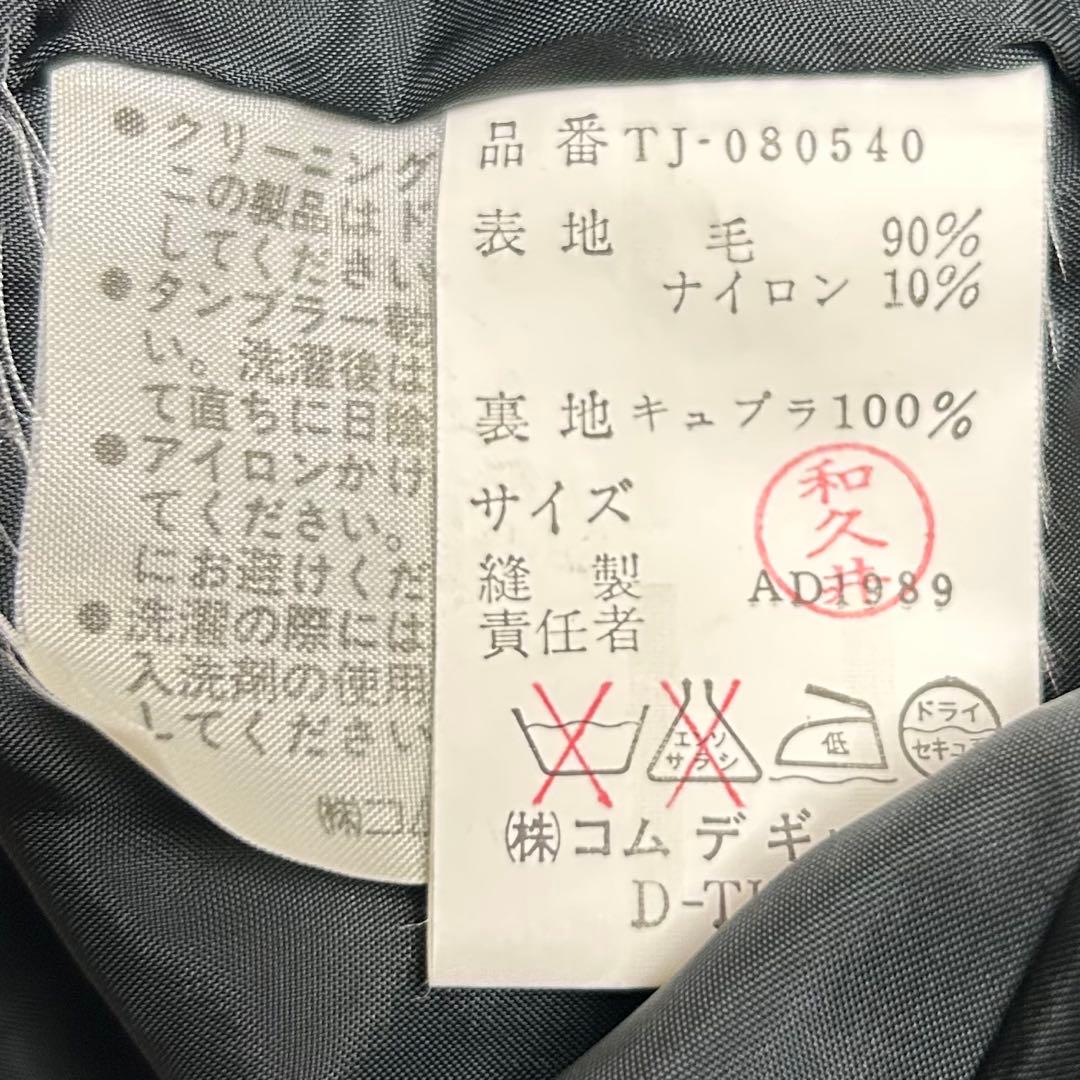 ●クリーニング
この製品はド
してください
●タンブラー乾
い。洗濯後は
て直ちに日陰
●アイロンかけ
てください。
にお避けくだ
●洗濯の際には
入洗剤の使用
してください
㈱コム
品番TJ-080540
表地 毛 90%
ナイロン 10%
裏地 キュプラ100%
サイズ
和久井
縫製 AD1989
責任者
エンソサラシ 低 ドライ セキユ
㈱コム デ ギ
D-T